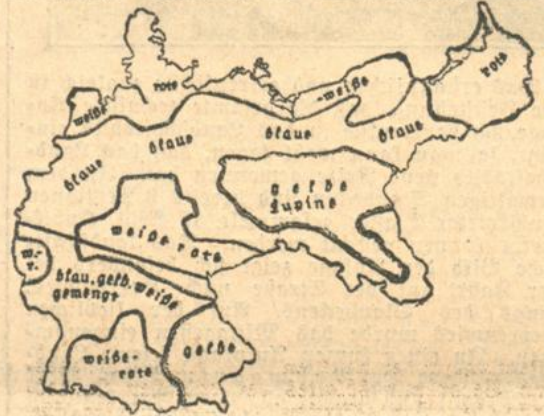 rote
weiße
weiße
rote
blaue
blaue
blaue
blaue
blaue
gelbe
Lupine
weiße rote
w.
r.
blau. gelb. weiße
gemengt
weiße-
rote
gelbe